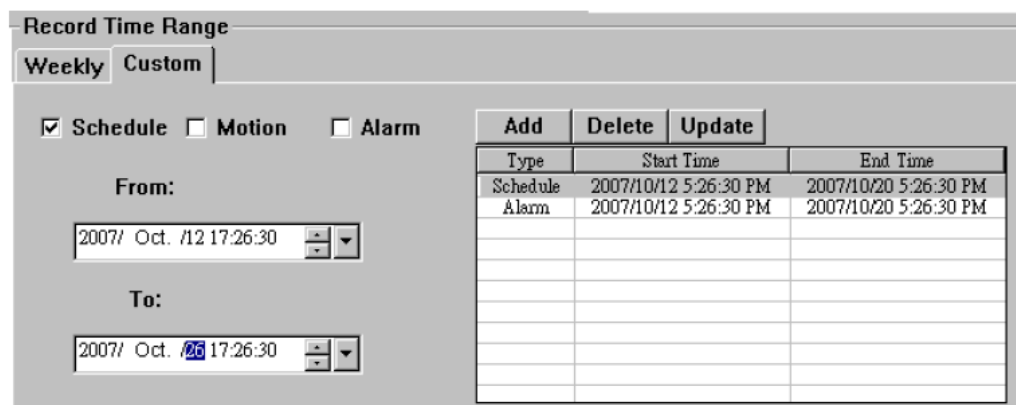 Record Time Range
Weekly Custom
Schedule Motion Alarm
From:
2007/ Oct. /12 17:26:30
To:
2007/ Oct. /26 17:26:30
Add Delete Update
Type Start Time End Time
Schedule 2007/10/12 5:26:30 PM 2007/10/20 5:26:30 PM
Alarm 2007/10/12 5:26:30 PM 2007/10/20 5:26:30 PM